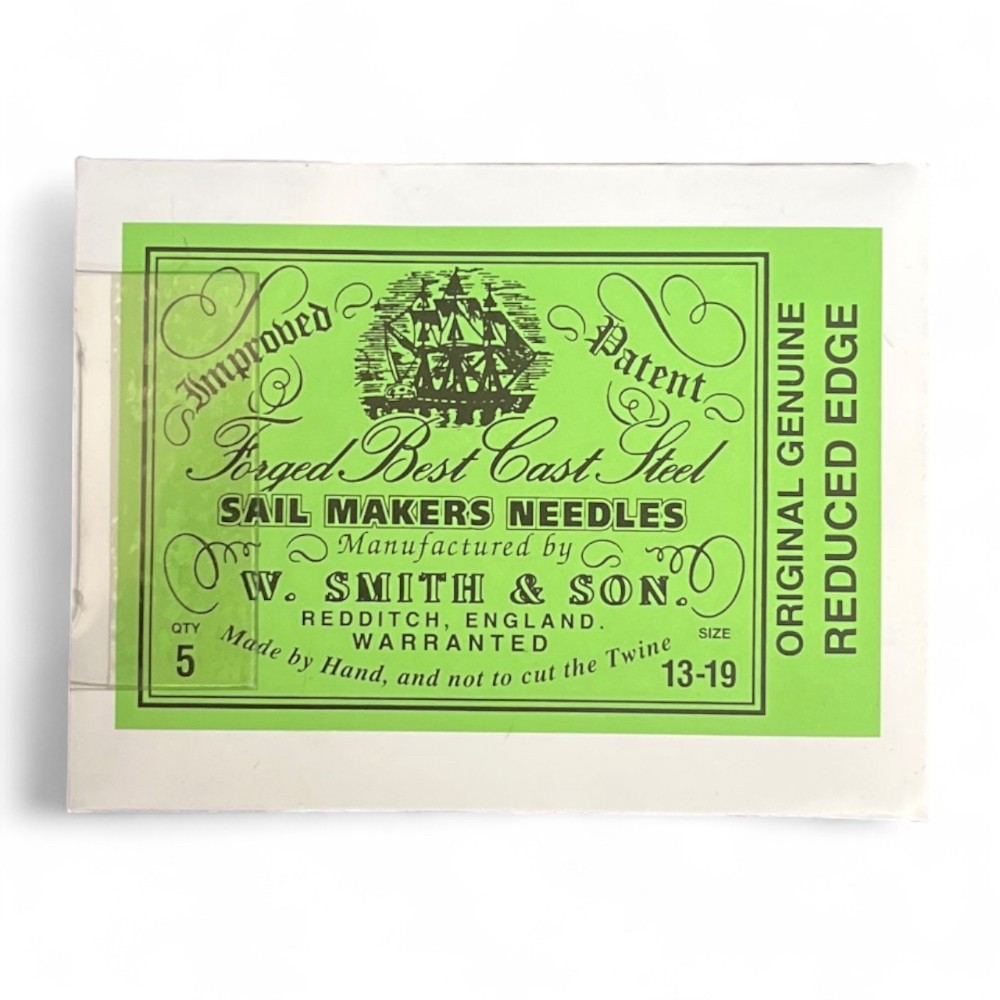 Improved
Patent
Forged Best Cast Steel
SAIL MAKERS NEEDLES
Manufactured by
W. SMITH & SON.
REDDITCH, ENGLAND.
WARRANTED
Made by Hand, and not to cut the Twine
QTY
5
SIZE
13-19
ORIGINAL GENUINE
REDUCED EDGE